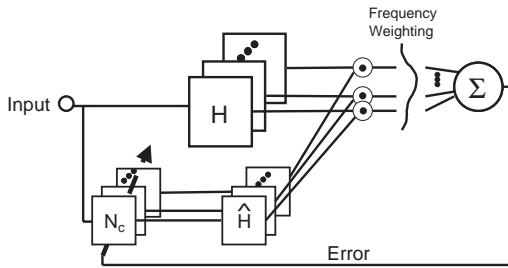 Frequency
Weighting
Input
H
Σ
N_c
Ĥ
Error